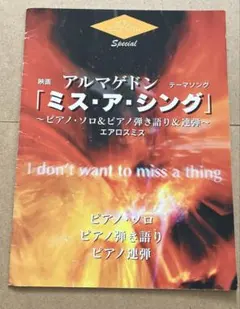 Special
映画 アルマゲドン テーマソング
「ミス・ア・シング」
～ピアノ・ソロ&ピアノ弾き語り&連弾～
エアロスミス
I don't want to miss a thing
ピアノ・ソロ
ピアノ弾き語り
ピアノ連弾